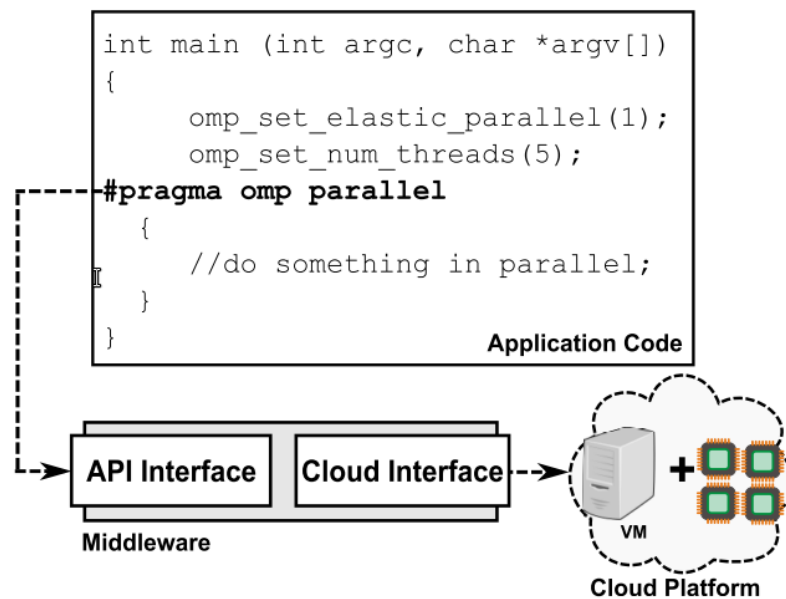 int main (int argc, char *argv[])
{
omp_set_elastic_parallel(1);
omp_set_num_threads(5);
#pragma omp parallel
{
//do something in parallel;
}
}
Application Code
API Interface
Cloud Interface
Middleware
VM
+
Cloud Platform